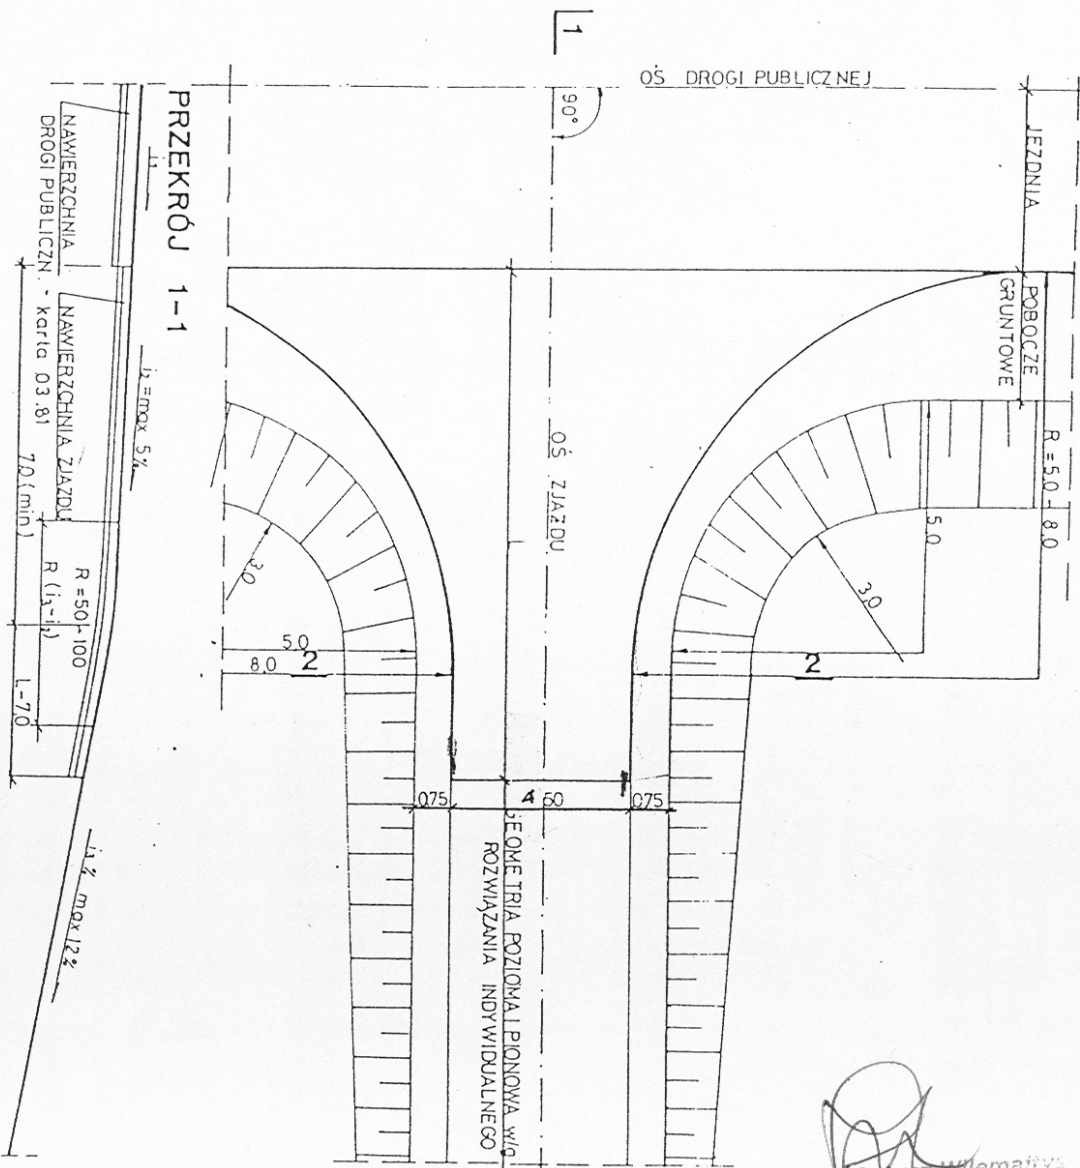 1
OŚ DROGI PUBLICZNEJ
90°
JEZDNIA
POBOCZE
GRUNTOWE
R = 5.0 - 8.0
OŚ ZJAZDU
5.0
3,0
3,0
5.0
8.0
2
2
0.75
4.50
0.75
GEOMETRIA POZIOMA I PIONOWA w/g
ROZWIĄZANIA INDYWIDUALNEGO
PRZEKRÓJ 1-1
i₁
i₂ = max 5%
NAWIERZCHNIA
DROGI PUBLICZN.
NAWIERZCHNIA ZJAZDU
- karta 03.81
7.0 (min)
R = 50÷100
L-7.0
i₃% max 12%